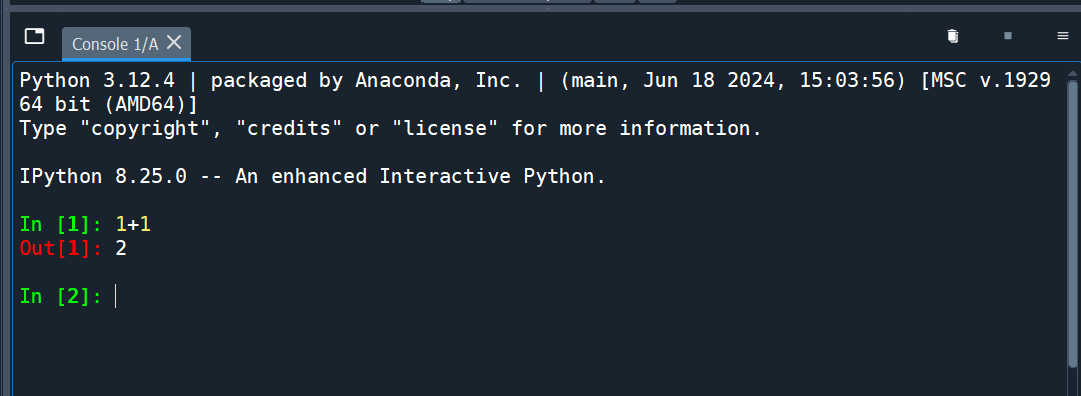 Console 1/A
Python 3.12.4 | packaged by Anaconda, Inc. | (main, Jun 18 2024, 15:03:56) [MSC v.1929
64 bit (AMD64)]
Type "copyright", "credits" or "license" for more information.
IPython 8.25.0 -- An enhanced Interactive Python.
In [1]: 1+1
Out[1]: 2
In [2]: